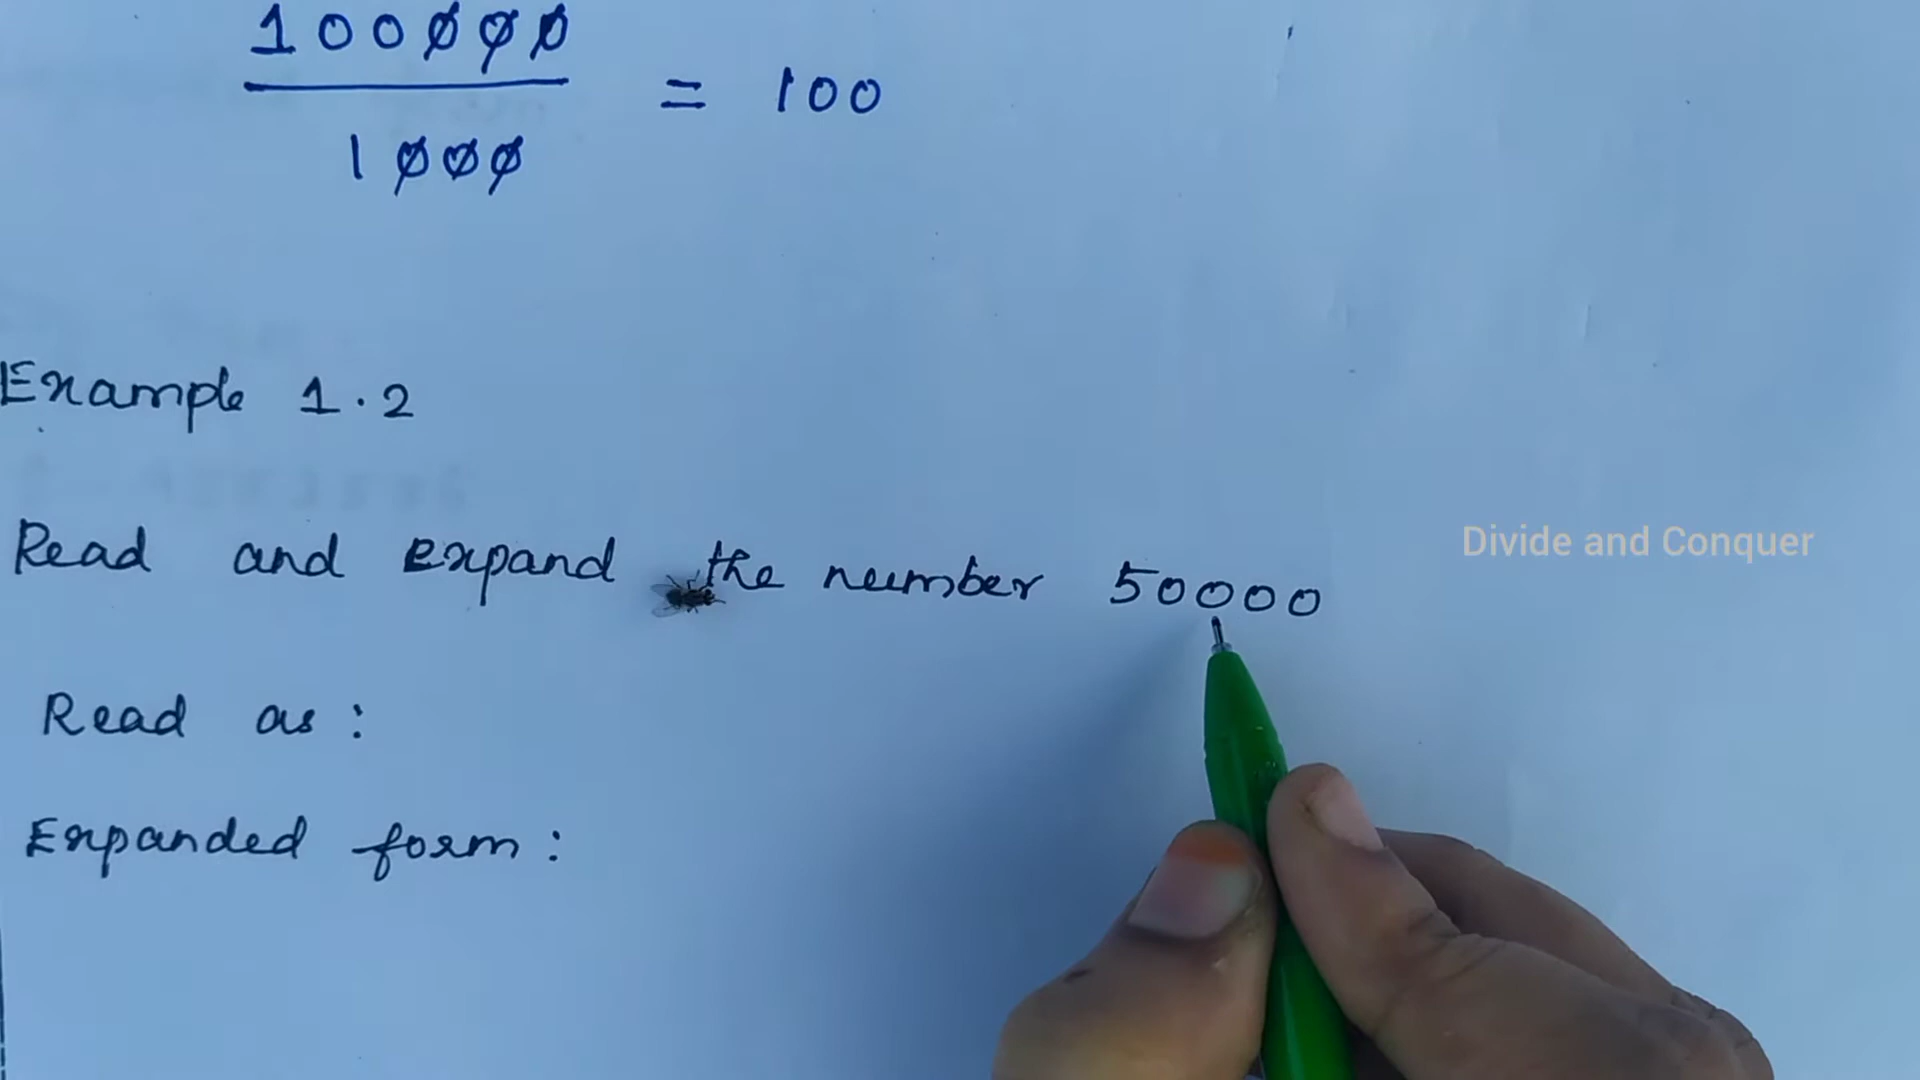 100000
= 100
1000
Example 1.2
Read and expand the number 50000
Divide and Conquer
Read as:
Expanded form: